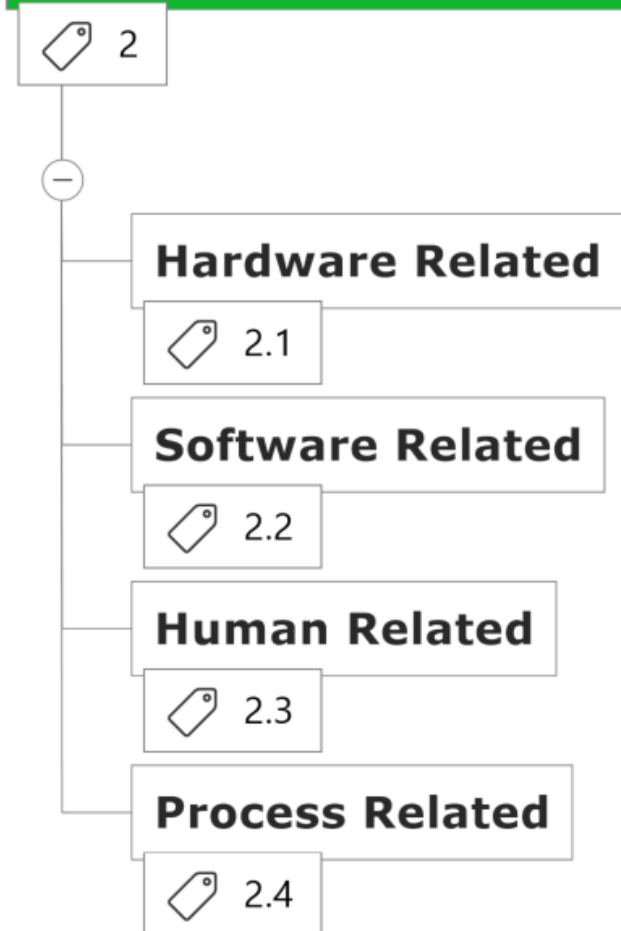 2
Hardware Related
2.1
Software Related
2.2
Human Related
2.3
Process Related
2.4